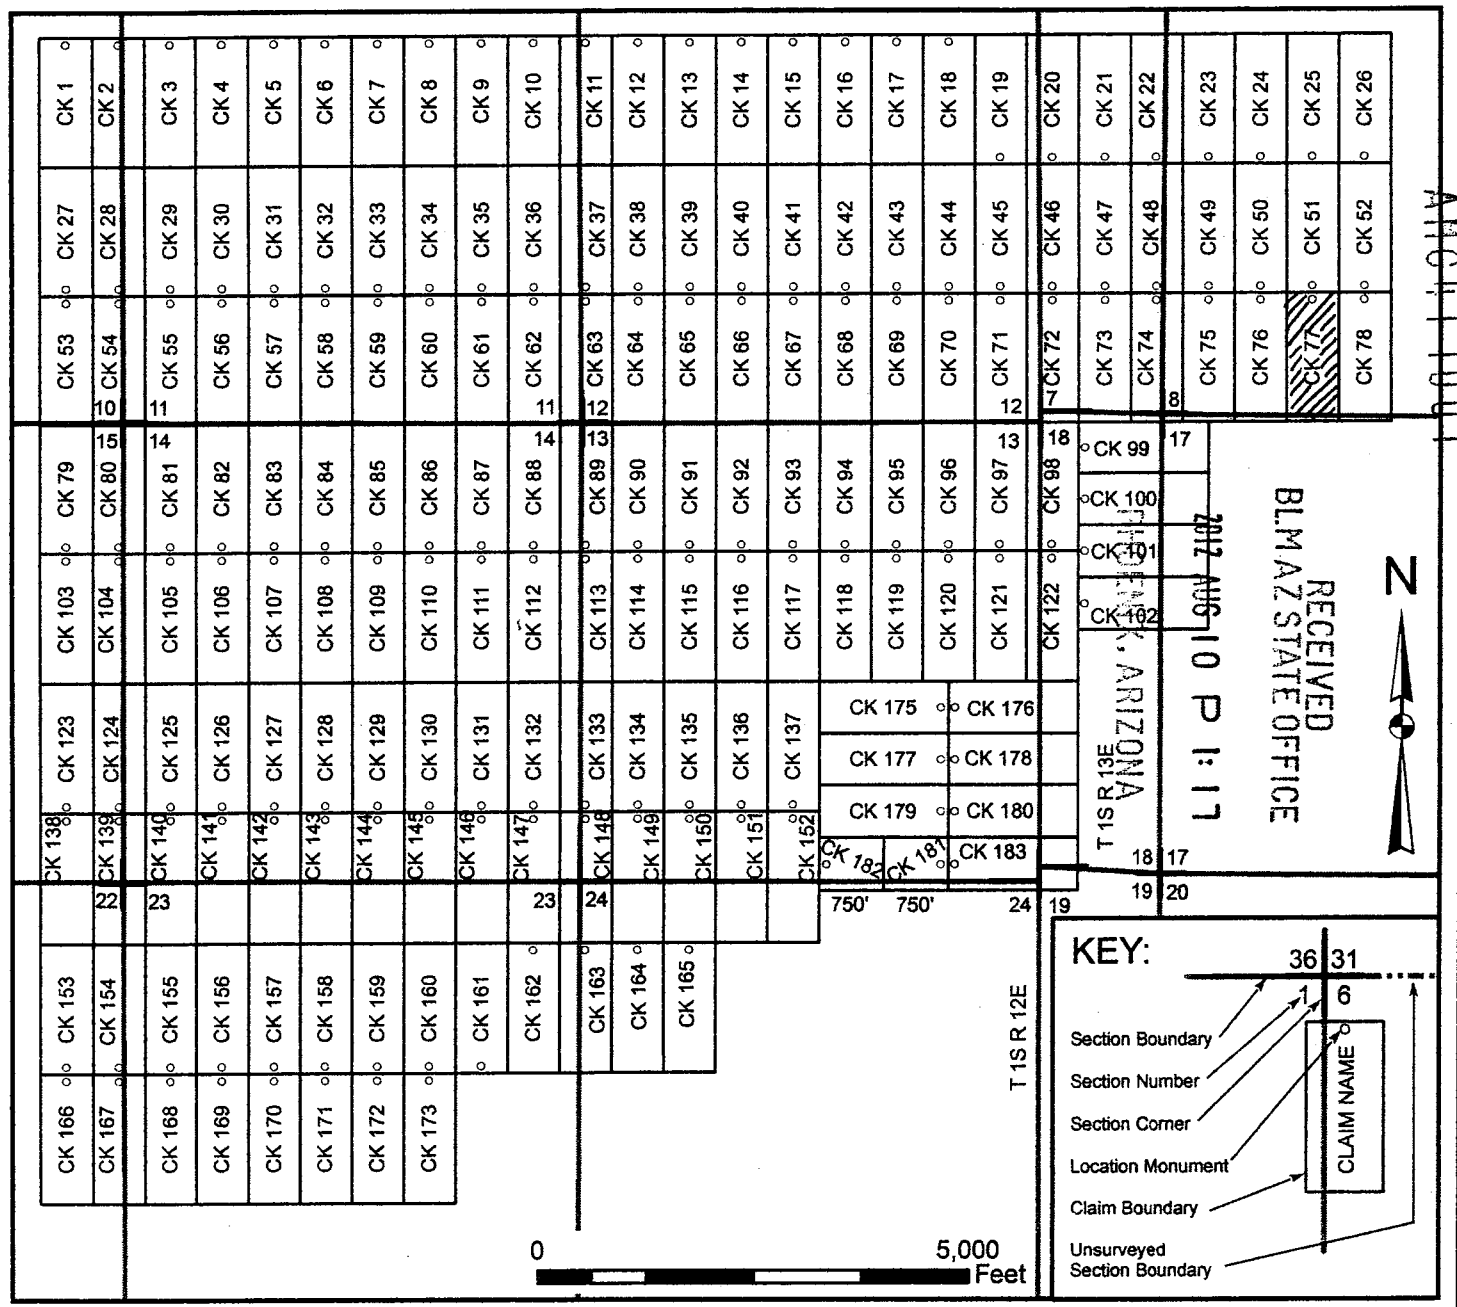 CK 1 CK 2 CK 3 CK 4 CK 5 CK 6 CK 7 CK 8 CK 9 CK 10 CK 11 CK 12 CK 13 CK 14 CK 15 CK 16 CK 17 CK 18 CK 19 CK 20 CK 21 CK 22 CK 23 CK 24 CK 25 CK 26
CK 27 CK 28 CK 29 CK 30 CK 31 CK 32 CK 33 CK 34 CK 35 CK 36 CK 37 CK 38 CK 39 CK 40 CK 41 CK 42 CK 43 CK 44 CK 45 CK 46 CK 47 CK 48 CK 49 CK 50 CK 51 CK 52
CK 53 CK 54 CK 55 CK 56 CK 57 CK 58 CK 59 CK 60 CK 61 CK 62 CK 63 CK 64 CK 65 CK 66 CK 67 CK 68 CK 69 CK 70 CK 71 CK 72 CK 73 CK 74 CK 75 CK 76 CK 77 CK 78
10 11 11 12 12 7 8
15 14 14 13 13 18 17
CK 79 CK 80 CK 81 CK 82 CK 83 CK 84 CK 85 CK 86 CK 87 CK 88 CK 89 CK 90 CK 91 CK 92 CK 93 CK 94 CK 95 CK 96 CK 97 CK 98
CK 99
CK 100
CK 101
CK 102
CK 103 CK 104 CK 105 CK 106 CK 107 CK 108 CK 109 CK 110 CK 111 CK 112 CK 113 CK 114 CK 115 CK 116 CK 117 CK 118 CK 119 CK 120 CK 121 CK 122
RECEIVED
BLM AZ STATE OFFICE
2012 AUG 10 P 1:17
PHOENIX, ARIZONA
N
CK 123 CK 124 CK 125 CK 126 CK 127 CK 128 CK 129 CK 130 CK 131 CK 132 CK 133 CK 134 CK 135 CK 136 CK 137
CK 175 CK 176
CK 177 CK 178
CK 179 CK 180
CK 182 CK 181 CK 183
T 1S R 13E
CK 138 CK 139 CK 140 CK 141 CK 142 CK 143 CK 144 CK 145 CK 146 CK 147 CK 148 CK 149 CK 150 CK 151 CK 152
18 17
19 20
22 23 23 24 750' 750' 24 19
CK 153 CK 154 CK 155 CK 156 CK 157 CK 158 CK 159 CK 160 CK 161 CK 162 CK 163 CK 164 CK 165
T 1S R 12E
CK 166 CK 167 CK 168 CK 169 CK 170 CK 171 CK 172 CK 173
0 5,000
Feet
KEY:
36 31
1 6
Section Boundary
Section Number
Section Corner
Location Monument
Claim Boundary
Unsurveyed
Section Boundary
CLAIM NAME